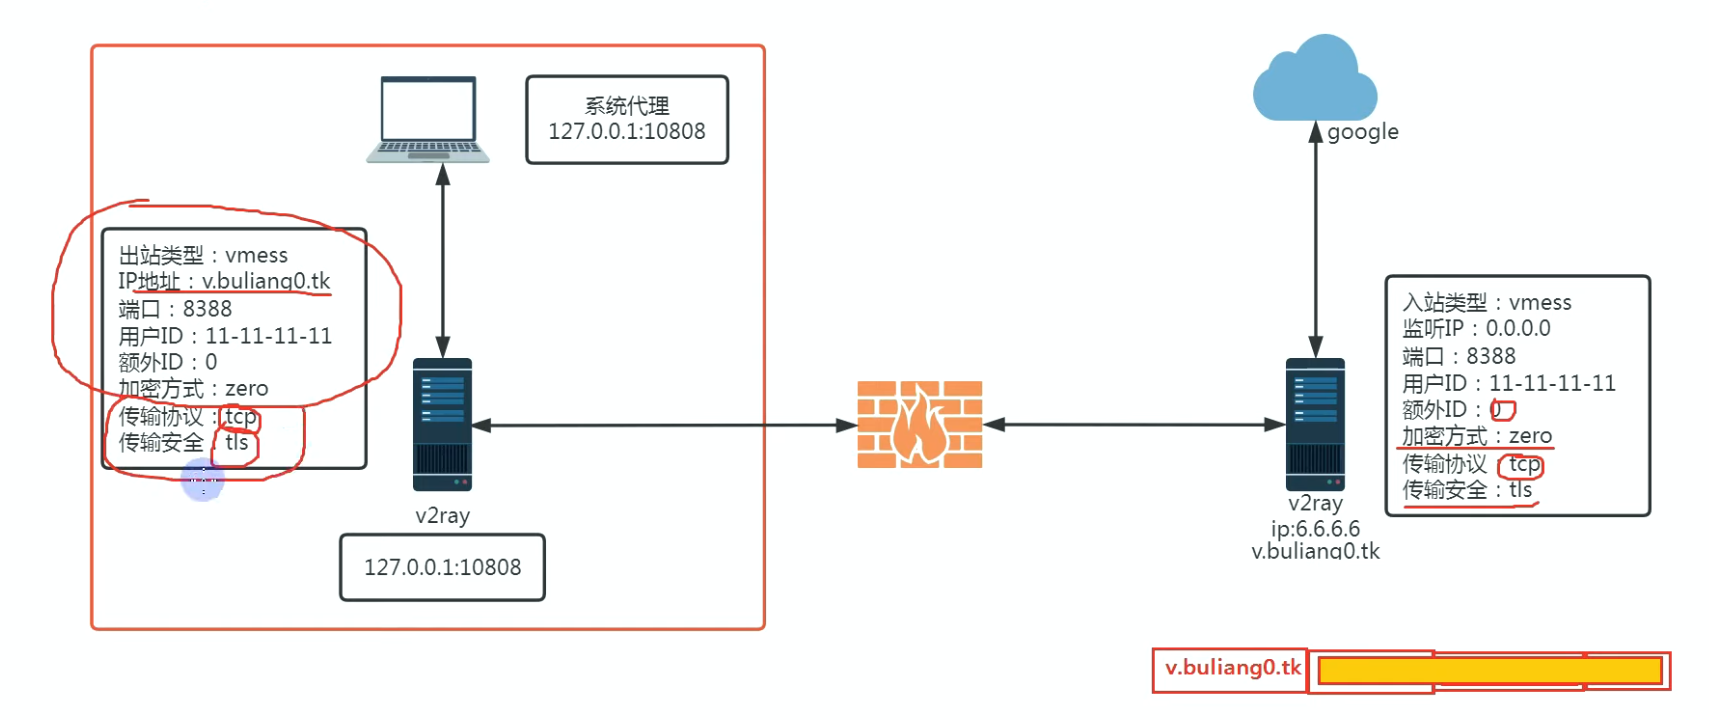 系统代理
127.0.0.1:10808
google
出站类型：vmess
IP地址：v.buliang0.tk
端口：8388
用户ID：11-11-11-11
额外ID：0
加密方式：zero
传输协议：tcp
传输安全：tls
入站类型：vmess
监听IP：0.0.0.0
端口：8388
用户ID：11-11-11-11
额外ID：0
加密方式：zero
传输协议：tcp
传输安全：tls
v2ray
127.0.0.1:10808
v2ray
ip:6.6.6.6
v.buliang0.tk
v.buliang0.tk